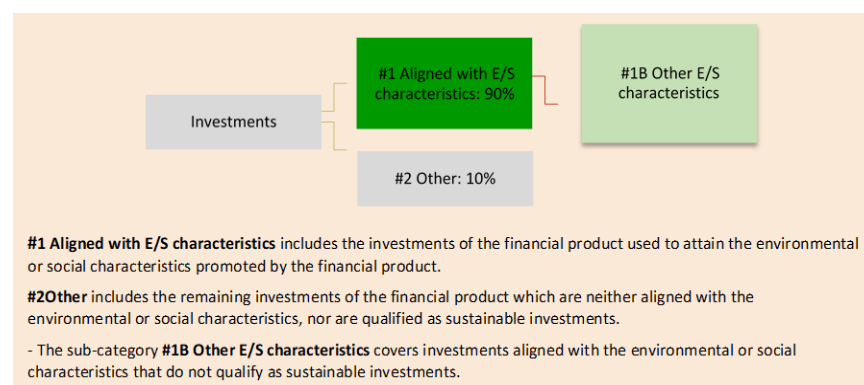 #1 Aligned with E/S
characteristics: 90%
#1B Other E/S
characteristics
Investments
#2 Other: 10%
#1 Aligned with E/S characteristics includes the investments of the financial product used to attain the environmental
or social characteristics promoted by the financial product.
#2Other includes the remaining investments of the financial product which are neither aligned with the
environmental or social characteristics, nor are qualified as sustainable investments.
- The sub-category #1B Other E/S characteristics covers investments aligned with the environmental or social
characteristics that do not qualify as sustainable investments.